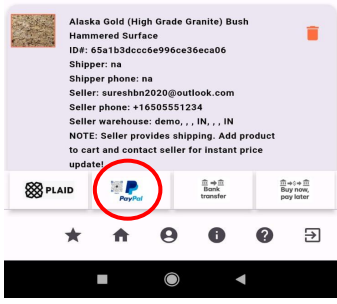 Alaska Gold (High Grade Granite) Bush
Hammered Surface
ID#: 65a1b3dccc6e996ce36eca06
Shipper: na
Shipper phone: na
Seller: sureshbn2020@outlook.com
Seller phone: +16505551234
Seller warehouse: demo, , , IN, , , IN
NOTE: Seller provides shipping. Add product
to cart and contact seller for instant price
update!
PLAID
PayPal
Bank
transfer
Buy now,
pay later